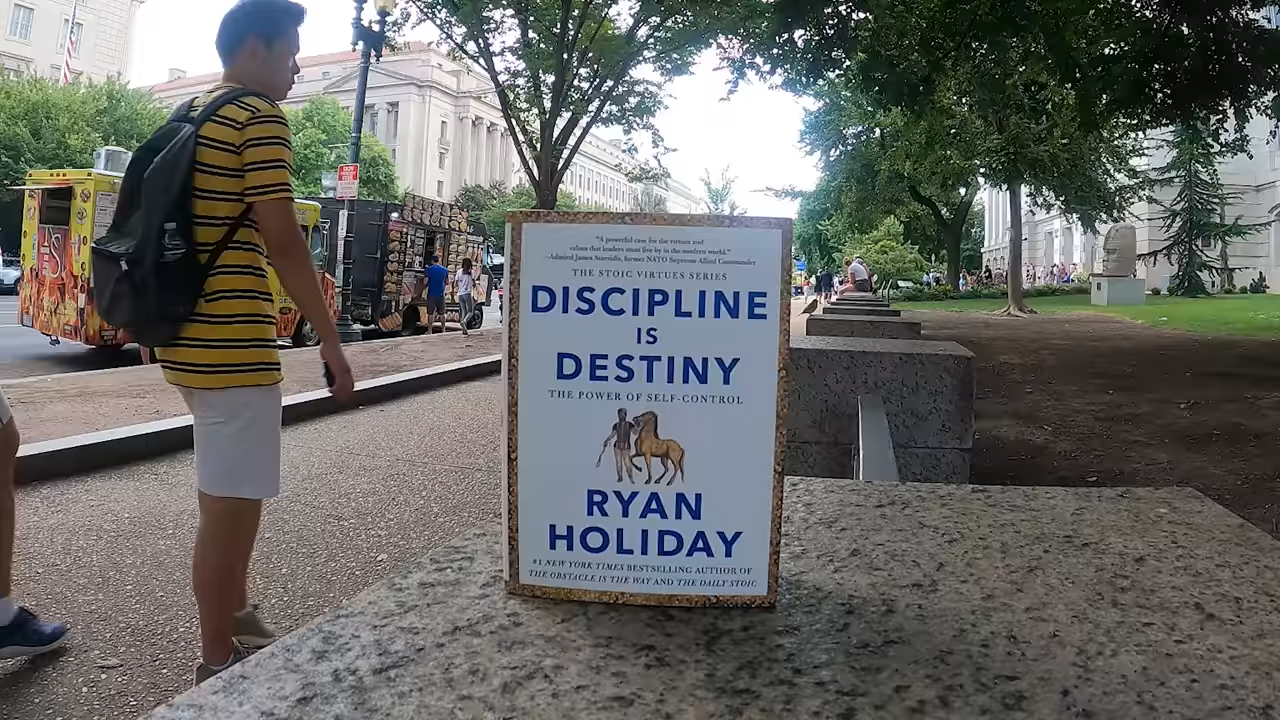 "A powerful case for the virtues and
values that leaders must live by in the modern world."
–Admiral James Stavridis, former NATO Supreme Allied Commander
THE STOIC VIRTUES SERIES
DISCIPLINE
IS
DESTINY
THE POWER OF SELF-CONTROL
RYAN
HOLIDAY
#1 NEW YORK TIMES BESTSELLING AUTHOR OF
THE OBSTACLE IS THE WAY AND THE DAILY STOIC